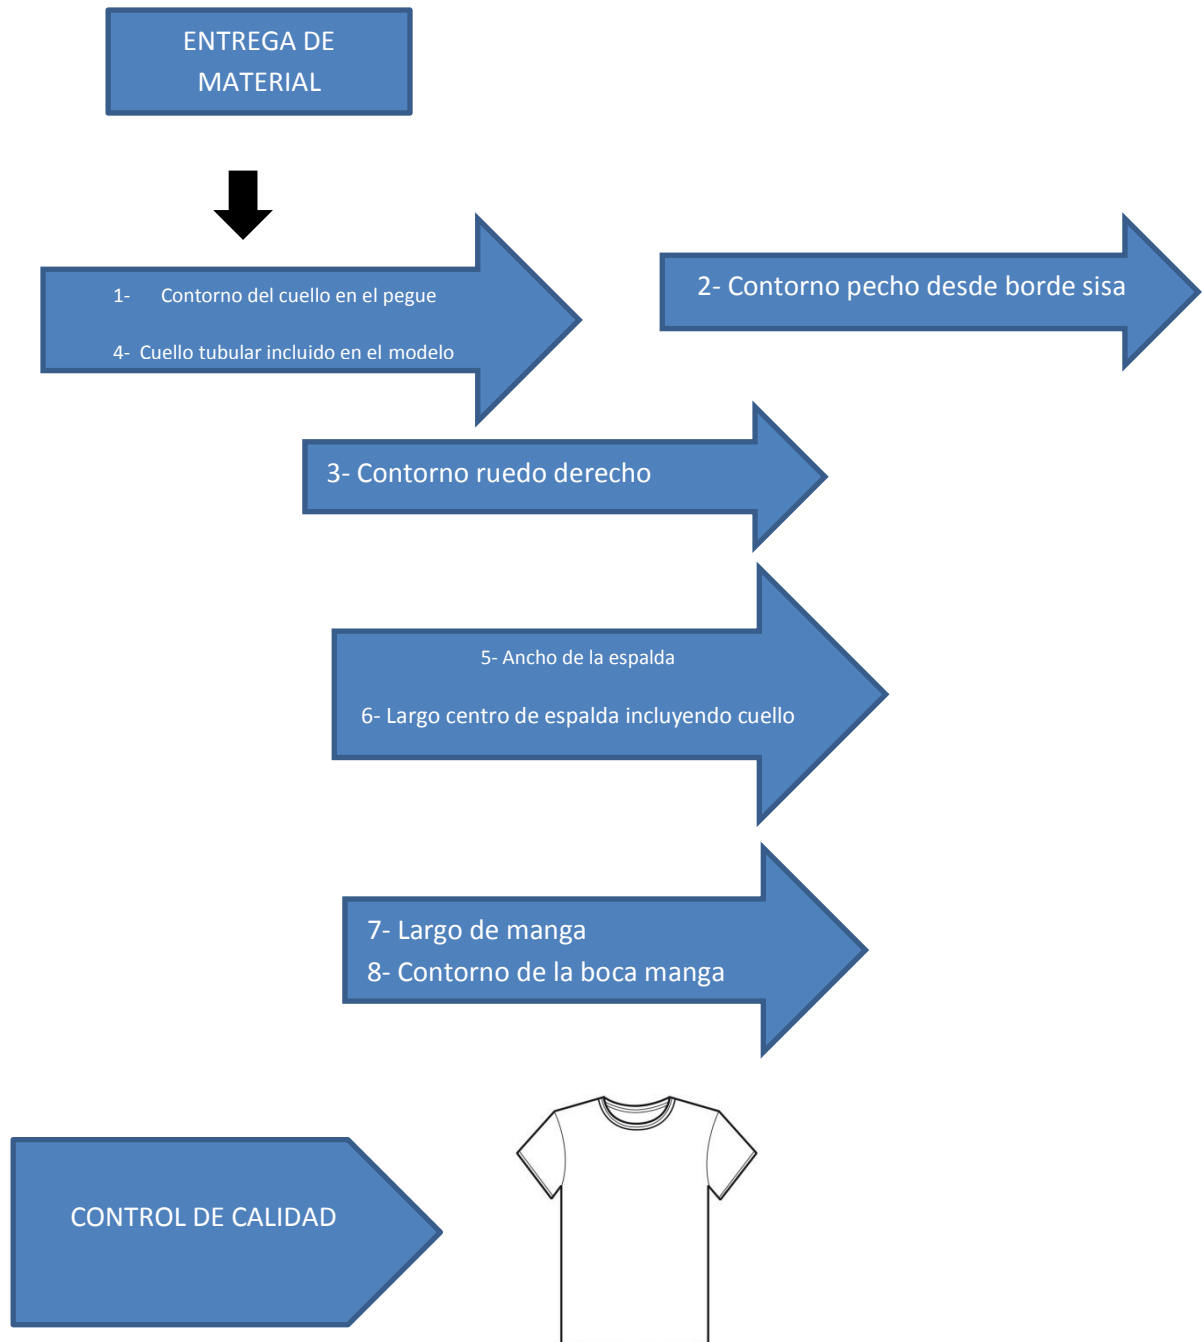 ENTREGA DE
MATERIAL
1- Contorno del cuello en el pegue
4- Cuello tubular incluido en el modelo
2- Contorno pecho desde borde sisa
3- Contorno ruedo derecho
5- Ancho de la espalda
6- Largo centro de espalda incluyendo cuello
7- Largo de manga
8- Contorno de la boca manga
CONTROL DE CALIDAD